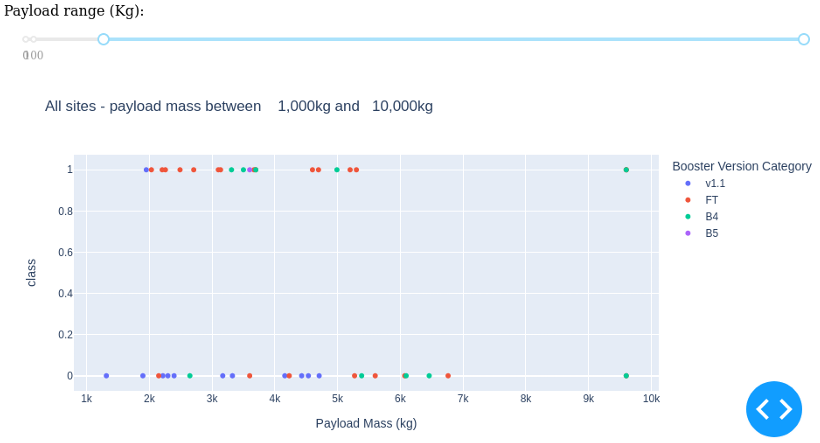 Payload range (Kg):
0 100
All sites - payload mass between 1,000kg and 10,000kg
Booster Version Category
v1.1
FT
B4
B5
class
1
0.8
0.6
0.4
0.2
0
1k 2k 3k 4k 5k 6k 7k 8k 9k 10k
Payload Mass (kg)